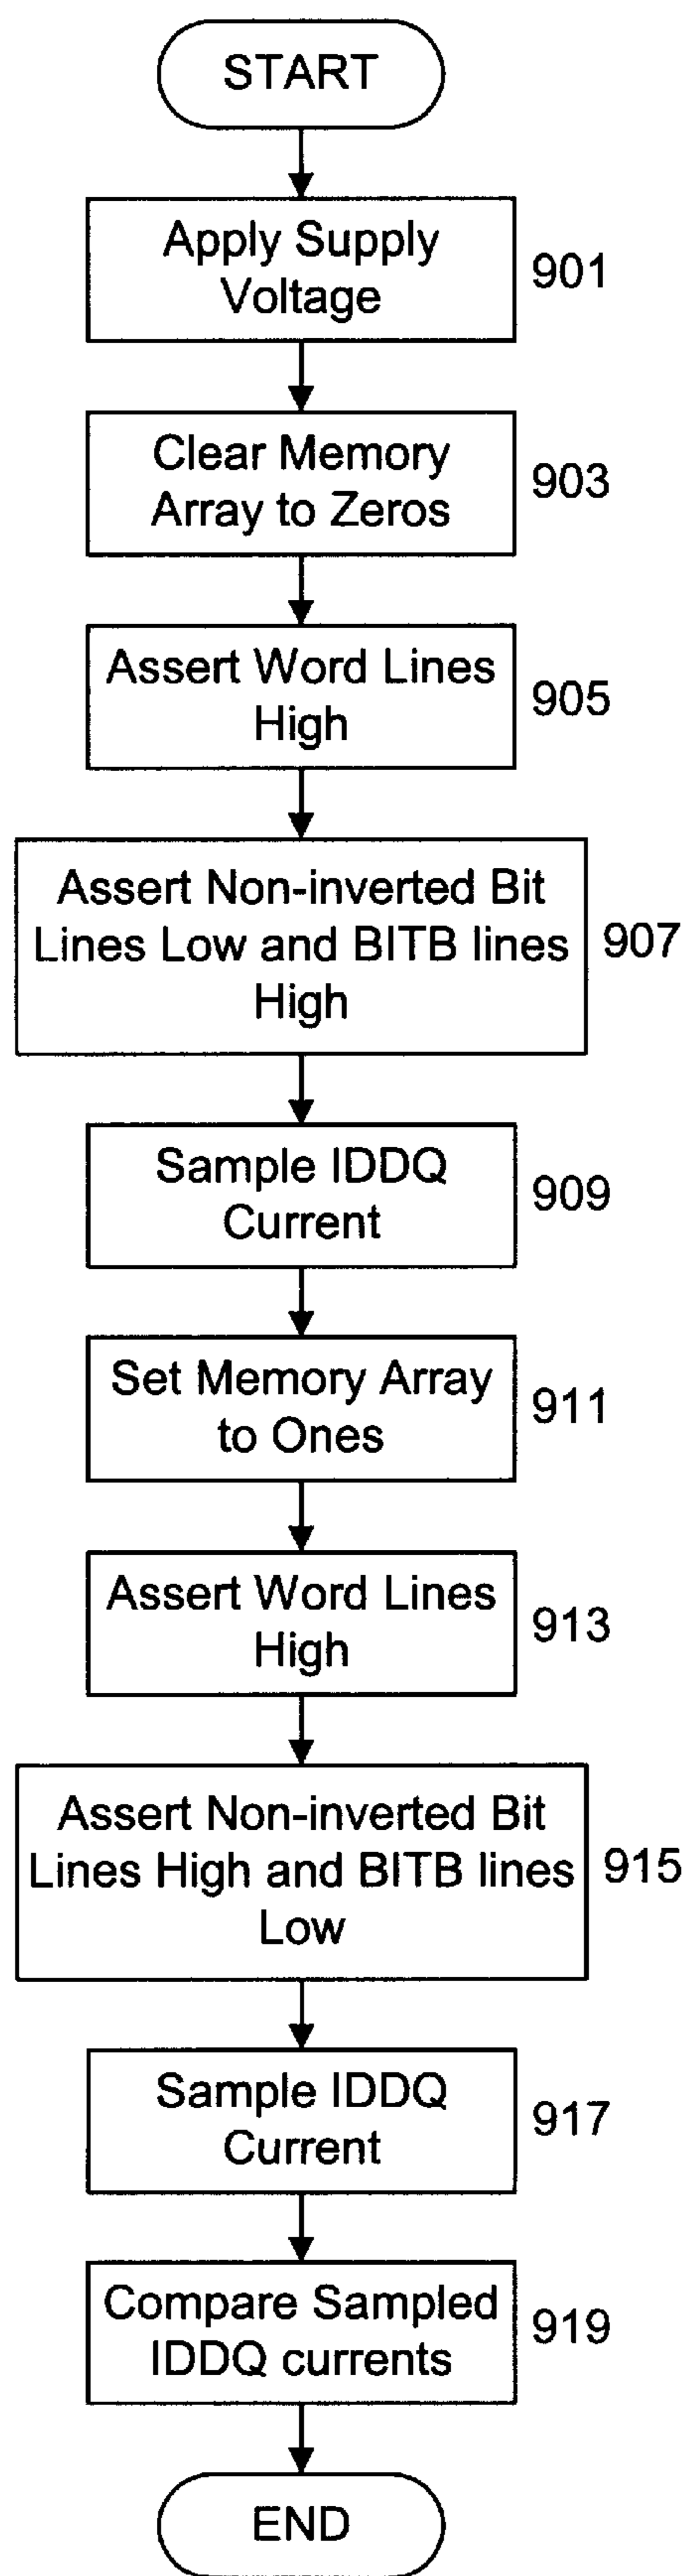 START
Apply Supply
Voltage
901
Clear Memory
Array to Zeros
903
Assert Word Lines
High
905
Assert Non-inverted Bit
Lines Low and BITB lines
High
907
Sample IDDQ
Current
909
Set Memory Array
to Ones
911
Assert Word Lines
High
913
Assert Non-inverted Bit
Lines High and BITB lines
Low
915
Sample IDDQ
Current
917
Compare Sampled
IDDQ currents
919
END